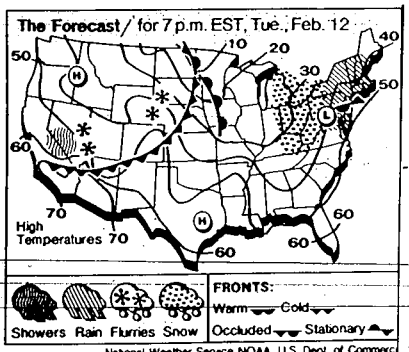 The Forecast/ for 7 p.m. EST, Tue., Feb. 12
50
H
10
20
30
40
50
60
L
70
70
High
Temperatures
H
60
60
60
Showers Rain Flurries Snow
FRONTS:
Warm Cold
Occluded Stationary
National Weather Service NOAA U.S. Dept. of Commerce